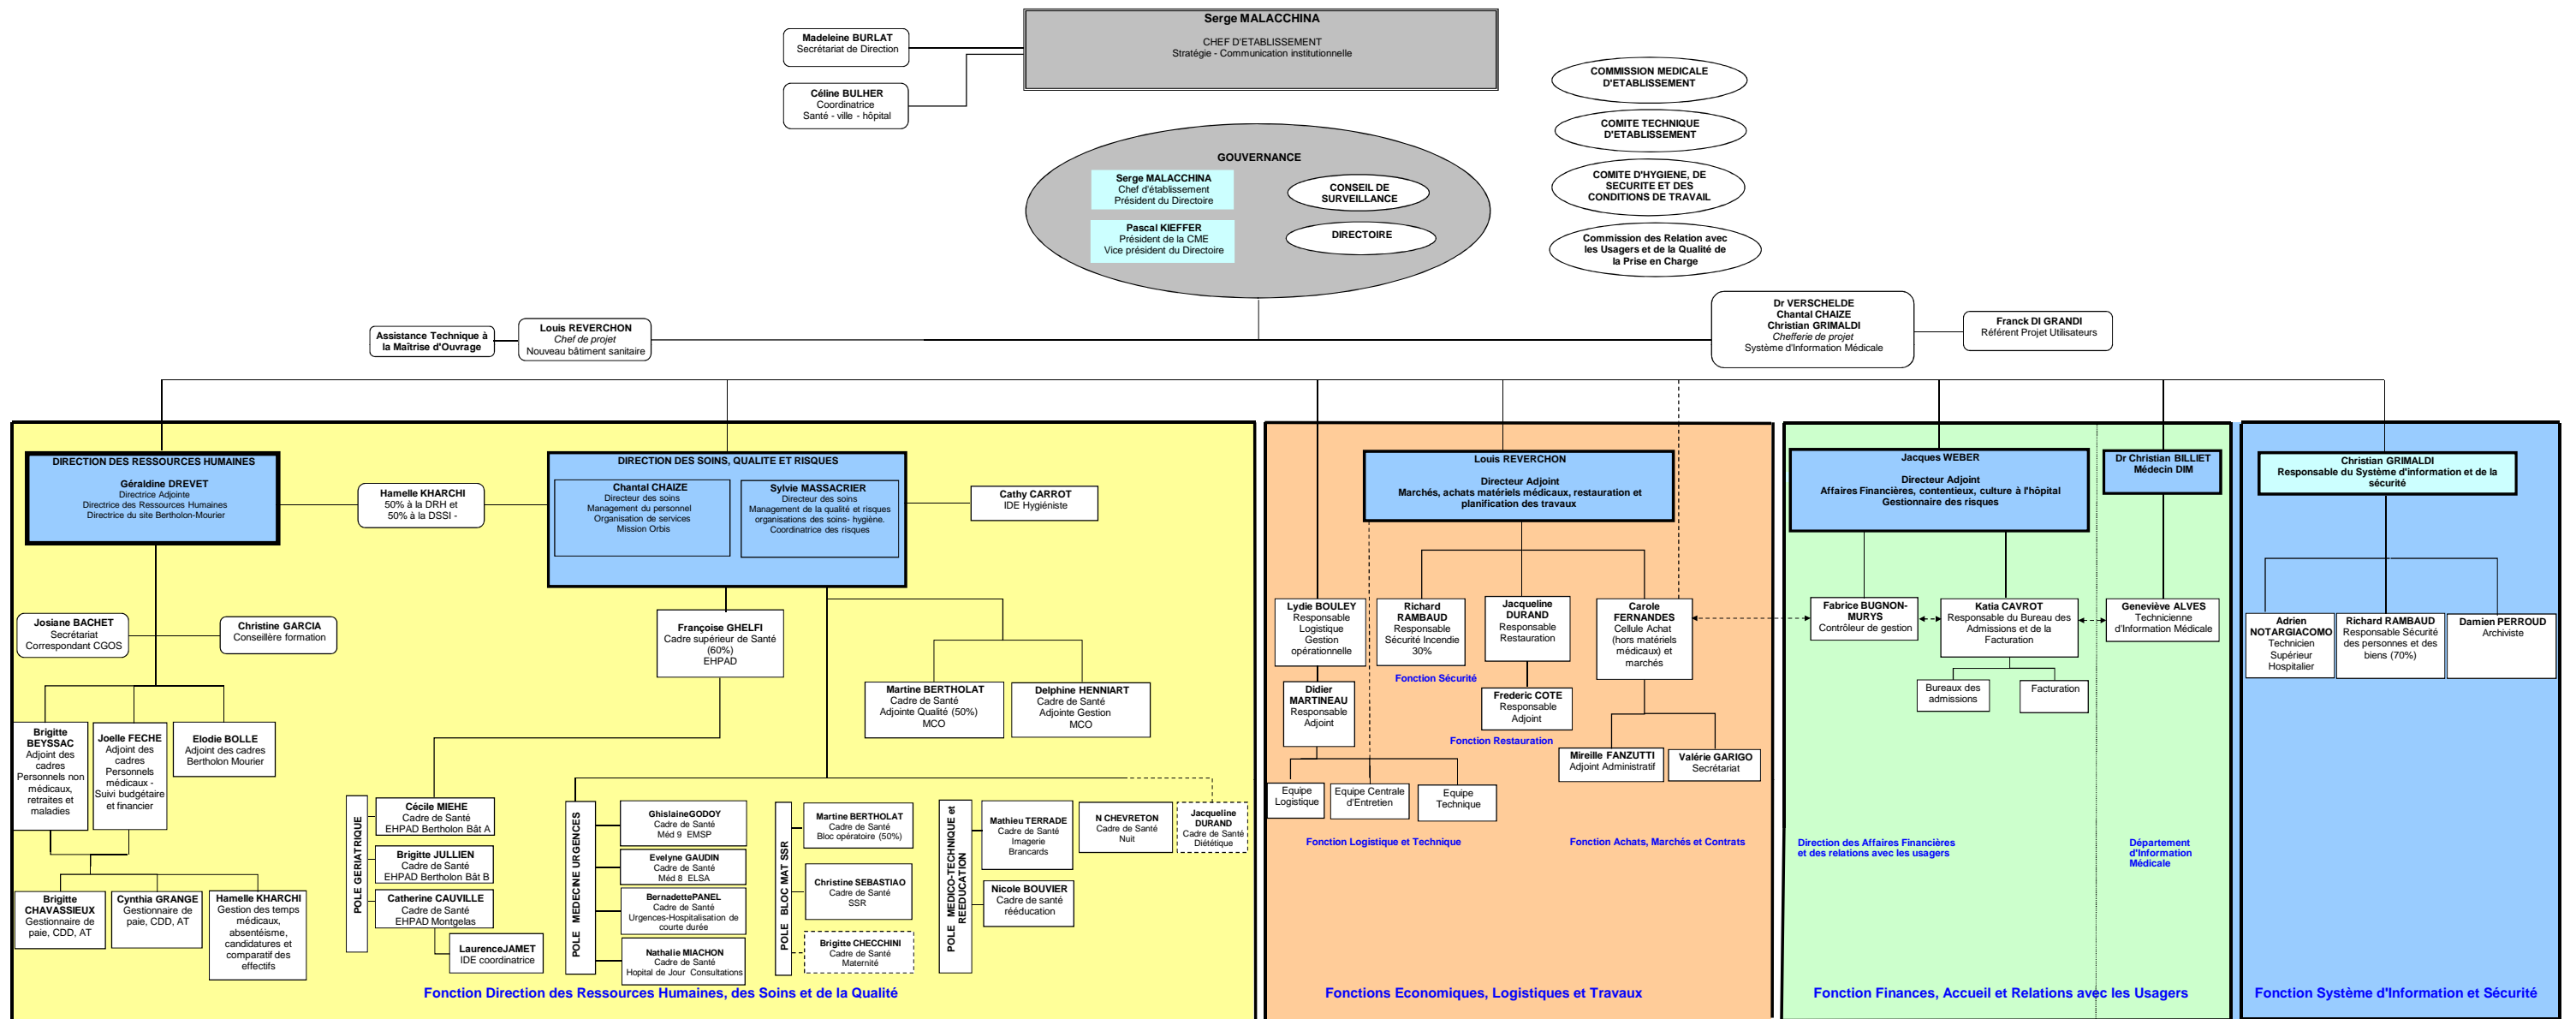 Serge MALACCHINA
CHEF D'ETABLISSEMENT
Stratégie - Communication institutionnelle
Madeleine BURLAT
Secrétariat de Direction
Céline BULHER
Coordinatrice
Santé - ville - hôpital
COMMISSION MEDICALE
D'ETABLISSEMENT
COMITE TECHNIQUE
D'ETABLISSEMENT
COMITE D'HYGIENE, DE
SECURITE ET DES
CONDITIONS DE TRAVAIL
Commission des Relation avec
les Usagers et de la Qualité de
la Prise en Charge
GOUVERNANCE
Serge MALACCHINA
Chef d'établissement
Président du Directoire
CONSEIL DE
SURVEILLANCE
Pascal KIEFFER
Président de la CME
Vice président du Directoire
DIRECTOIRE
Assistance Technique à
la Maîtrise d'Ouvrage
Louis REVERCHON
Chef de projet
Nouveau bâtiment sanitaire
Dr VERSCHELDE
Chantal CHAIZE
Christian GRIMALDI
Chefferie de projet
Système d'Information Médicale
Franck DI GRANDI
Référent Projet Utilisateurs
DIRECTION DES RESSOURCES HUMAINES
Géraldine DREVET
Directrice Adjointe
Directrice des Ressources Humaines
Directrice du site Bertholon-Mourier
Hamelle KHARCHI
50% à la DRH et
50% à la DSSI -
DIRECTION DES SOINS, QUALITE ET RISQUES
Chantal CHAIZE
Directeur des soins
Management du personnel
Organisation de services
Mission Orbis
Sylvie MASSACRIER
Directeur des soins
Management de la qualité et risques
organisations des soins- hygiène.
Coordinatrice des risques
Cathy CARROT
IDE Hygiéniste
Josiane BACHET
Secrétariat
Correspondant CGOS
Christine GARCIA
Conseillère formation
Brigitte
BEYSSAC
Adjoint des
cadres
Personnels non
médicaux,
retraites et
maladies
Joelle FECHE
Adjoint des
cadres
Personnels
médicaux -
Suivi budgétaire
et financier
Elodie BOLLE
Adjoint des cadres
Bertholon Mourier
Brigitte
CHAVASSIEUX
Gestionnaire de
paie, CDD, AT
Cynthia GRANGE
Gestionnaire de
paie, CDD, AT
Hamelle KHARCHI
Gestion des temps
médicaux,
absentéisme,
candidatures et
comparatif des
effectifs
Françoise GHELFI
Cadre supérieur de Santé
(60%)
EHPAD
Martine BERTHOLAT
Cadre de Santé
Adjointe Qualité (50%)
MCO
Delphine HENNIART
Cadre de Santé
Adjointe Gestion
MCO
POLE GERIATRIQUE
Cécile MIEHE
Cadre de Santé
EHPAD Bertholon Bât A
Brigitte JULLIEN
Cadre de Santé
EHPAD Bertholon Bât B
Catherine CAUVILLE
Cadre de Santé
EHPAD Montgelas
LaurenceJAMET
IDE coordinatrice
POLE MEDECINE URGENCES
GhislaineGODOY
Cadre de Santé
Méd 9 EMSP
Evelyne GAUDIN
Cadre de Santé
Méd 8 ELSA
BernadettePANEL
Cadre de Santé
Urgences-Hospitalisation de
courte durée
Nathalie MIACHON
Cadre de Santé
Hopital de Jour Consultations
POLE BLOC MAT SSR
Martine BERTHOLAT
Cadre de Santé
Bloc opératoire (50%)
Christine SEBASTIAO
Cadre de Santé
SSR
Brigitte CHECCHINI
Cadre de Santé
Maternité
POLE MEDICO-TECHNIQUE et
REEDUCATION
Mathieu TERRADE
Cadre de Santé
Imagerie
Brancards
N CHEVRETON
Cadre de Santé
Nuit
Jacqueline
DURAND
Cadre de Santé
Diététique
Nicole BOUVIER
Cadre de santé
rééducation
Fonction Direction des Ressources Humaines, des Soins et de la Qualité
Louis REVERCHON
Directeur Adjoint
Marchés, achats matériels médicaux, restauration et
planification des travaux
Lydie BOULEY
Responsable
Logistique
Gestion
opérationnelle
Richard
RAMBAUD
Responsable
Sécurité Incendie
30%
Fonction Sécurité
Jacqueline
DURAND
Responsable
Restauration
Carole
FERNANDES
Cellule Achat
(hors matériels
médicaux) et
marchés
Didier
MARTINEAU
Responsable
Adjoint
Frederic COTE
Responsable
Adjoint
Fonction Restauration
Mireille FANZUTTI
Adjoint Administratif
Valérie GARIGO
Secrétariat
Equipe
Logistique
Equipe Centrale
d'Entretien
Equipe
Technique
Fonction Logistique et Technique
Fonction Achats, Marchés et Contrats
Fonctions Economiques, Logistiques et Travaux
Jacques WEBER
Directeur Adjoint
Affaires Financières, contentieux, culture à l'hôpital
Gestionnaire des risques
Dr Christian BILLIET
Médecin DIM
Fabrice BUGNON-
MURYS
Contrôleur de gestion
Katia CAVROT
Responsable du Bureau des
Admissions et de la
Facturation
Geneviève ALVES
Technicienne
d'Information Médicale
Bureaux des
admissions
Facturation
Direction des Affaires Financières
et des relations avec les usagers
Département
d'Information
Médicale
Fonction Finances, Accueil et Relations avec les Usagers
Christian GRIMALDI
Responsable du Système d'information et de la
sécurité
Adrien
NOTARGIACOMO
Technicien
Supérieur
Hospitalier
Richard RAMBAUD
Responsable Sécurité
des personnes et des
biens (70%)
Damien PERROUD
Archiviste
Fonction Système d'Information et Sécurité